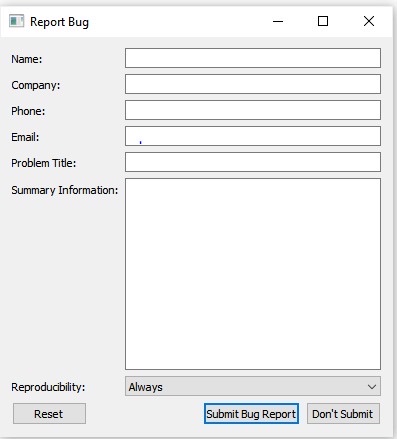 Report Bug
Name:
Company:
Phone:
Email:
Problem Title:
Summary Information:
Reproducibility: Always
Reset Submit Bug Report Don't Submit